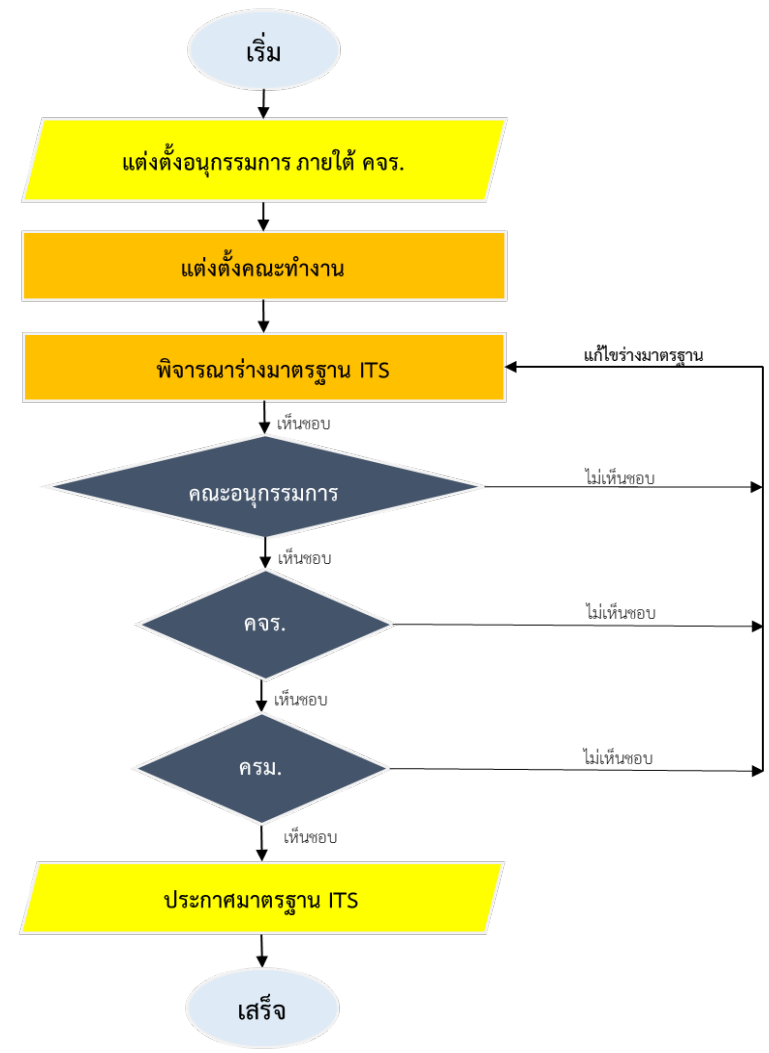 เริ่ม
แต่งตั้งอนุกรรมการ ภายใต้ คจร.
แต่งตั้งคณะทำงาน
พิจารณาร่างมาตรฐาน ITS
แก้ไขร่างมาตรฐาน
เห็นชอบ
คณะอนุกรรมการ
ไม่เห็นชอบ
เห็นชอบ
คจร.
ไม่เห็นชอบ
เห็นชอบ
ครม.
ไม่เห็นชอบ
เห็นชอบ
ประกาศมาตรฐาน ITS
เสร็จ